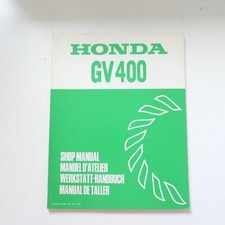 HONDA
GV400
SHOP MANUAL
MANUEL D'ATELIER
WERKSTATT-HANDBUCH
MANUAL DE TALLER